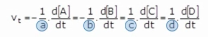 v_t = -1/a · d[A]/dt = -1/b · d[B]/dt = 1/c · d[C]/dt = 1/d · d[D]/dt